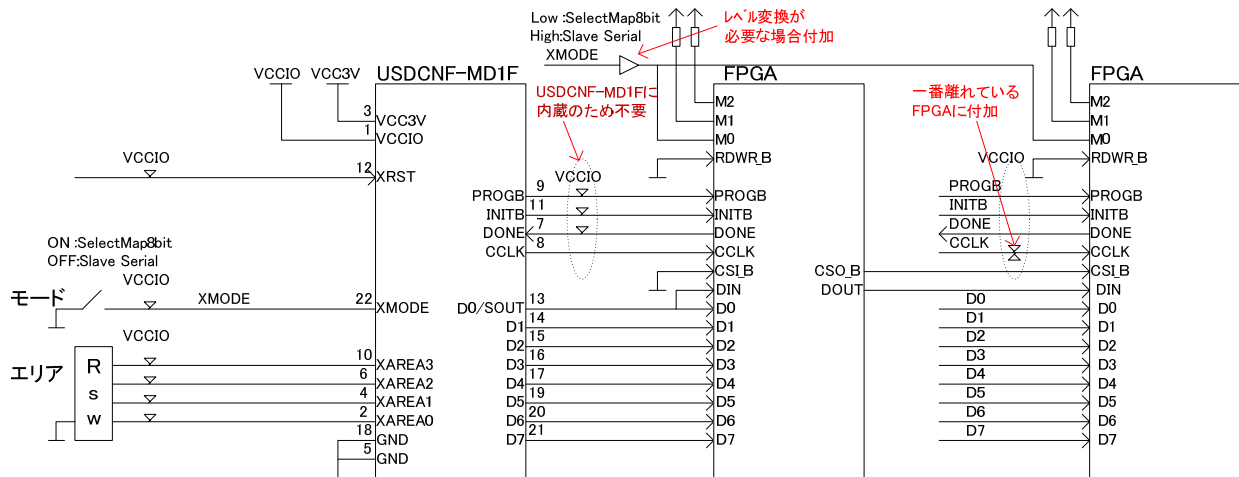 Low :SelectMap8bit
High:Slave Serial
XMODE
レベル変換が
必要な場合付加
VCCIO
VCC3V
USDCNF-MD1F
FPGA
FPGA
USDCNF-MD1Fに
内蔵のため不要
一番離れている
FPGAに付加
3
VCC3V
1
VCCIO
VCCIO
12
XRST
ON :SelectMap8bit
OFF:Slave Serial
VCCIO
モード
XMODE
22
XMODE
VCCIO
エリア
R
s
w
10
XAREA3
6
XAREA2
4
XAREA1
2
XAREA0
18
GND
5
GND
VCCIO
PROGB
9
INITB
11
DONE
7
CCLK
8
D0/SOUT
13
D1
14
D2
15
D3
16
D4
17
D5
19
D6
20
D7
21
M2
M1
M0
RDWR_B
PROGB
INITB
DONE
CCLK
CSI_B
DIN
D0
D1
D2
D3
D4
D5
D6
D7
CSO_B
DOUT
VCCIO
PROGB
INITB
DONE
CCLK
D0
D1
D2
D3
D4
D5
D6
D7
M2
M1
M0
RDWR_B
PROGB
INITB
DONE
CCLK
CSI_B
DIN
D0
D1
D2
D3
D4
D5
D6
D7